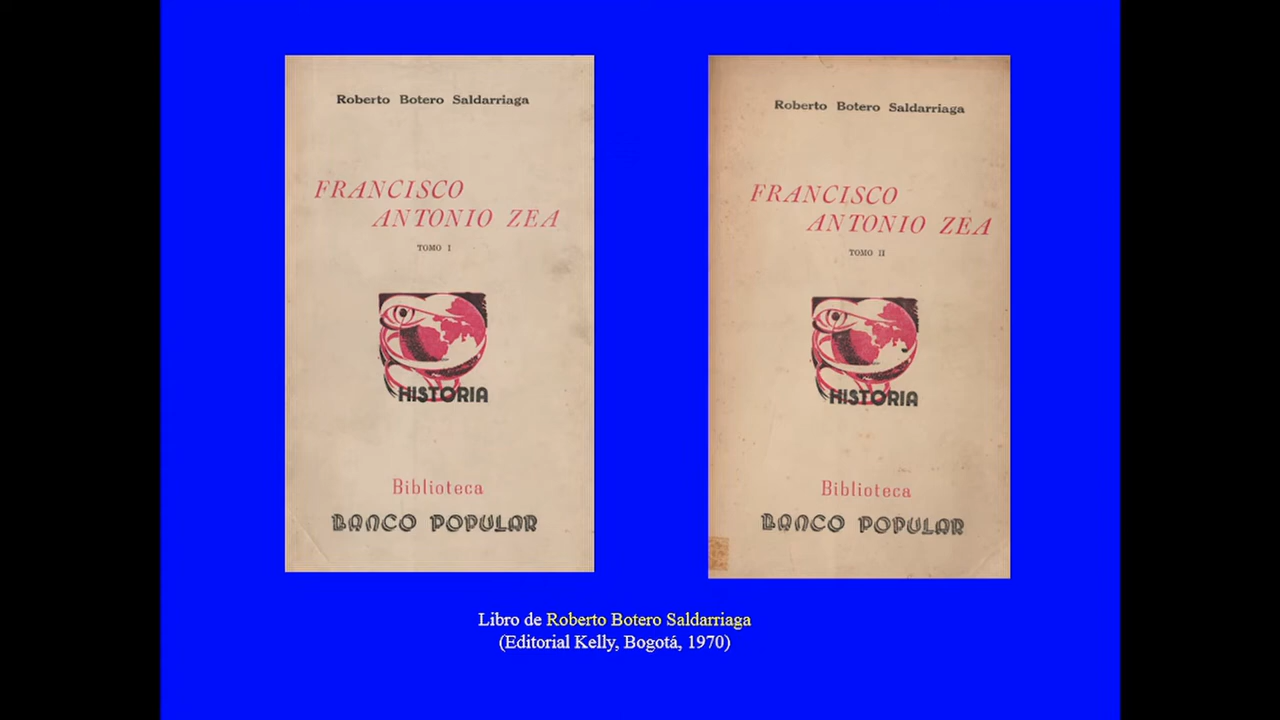 Roberto Botero Saldarriaga
FRANCISCO
ANTONIO ZEA
TOMO I
HISTORIA
Biblioteca
BANCO POPULAR
Roberto Botero Saldarriaga
FRANCISCO
ANTONIO ZEA
TOMO II
HISTORIA
Biblioteca
BANCO POPULAR
Libro de Roberto Botero Saldarriaga
(Editorial Kelly, Bogotá, 1970)